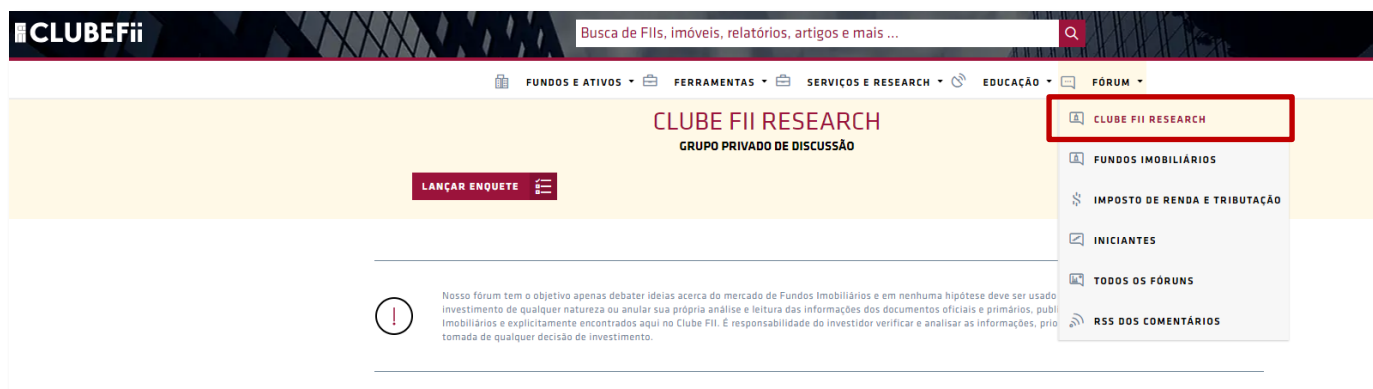 CLUBEFii
Busca de FIIs, imóveis, relatórios, artigos e mais ...
FUNDOS E ATIVOS FERRAMENTAS SERVIÇOS E RESEARCH EDUCAÇÃO FÓRUM
CLUBE FII RESEARCH
GRUPO PRIVADO DE DISCUSSÃO
LANÇAR ENQUETE
CLUBE FII RESEARCH
FUNDOS IMOBILIÁRIOS
IMPOSTO DE RENDA E TRIBUTAÇÃO
INICIANTES
TODOS OS FÓRUNS
RSS DOS COMENTÁRIOS
Nosso fórum tem o objetivo apenas debater ideias acerca do mercado de Fundos Imobiliários e em nenhuma hipótese deve ser usado
investimento de qualquer natureza ou anular sua própria análise e leitura das informações dos documentos oficiais e primários, publi
Imobiliários e explicitamente encontrados aqui no Clube FII. É responsabilidade do investidor verificar e analisar as informações, prio
tomada de qualquer decisão de investimento.